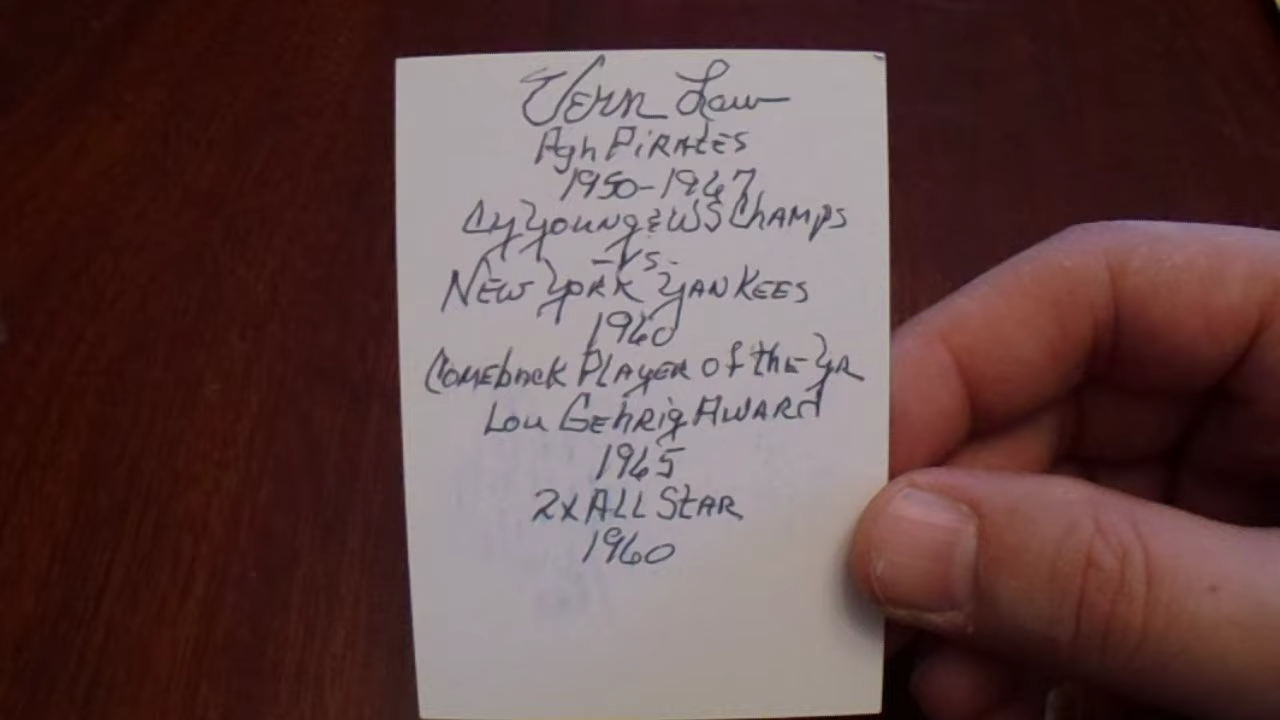 Vern Law
Pgh Pirates
1950-1967
Cy Young & WS Champs
-VS-
New York Yankees
1960
Comeback Player of the Yr
Lou Gehrig Award
1965
2x ALL Star
1960